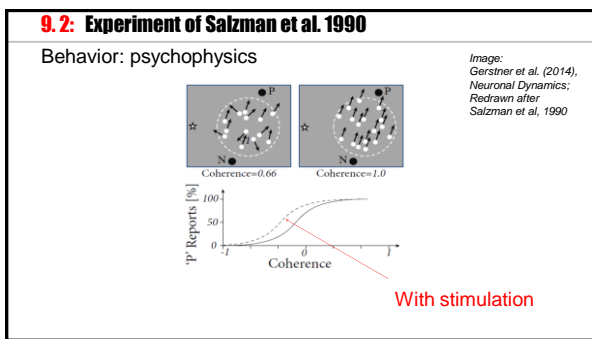 9. 2: Experiment of Salzman et al. 1990
Behavior: psychophysics
Image:
Gerstner et al. (2014),
Neuronal Dynamics;
Redrawn after
Salzman et al, 1990
P
P
N
N
Coherence=0.66
Coherence=1.0
'P' Reports [%]
100
50
0
-1
0
1
Coherence
With stimulation